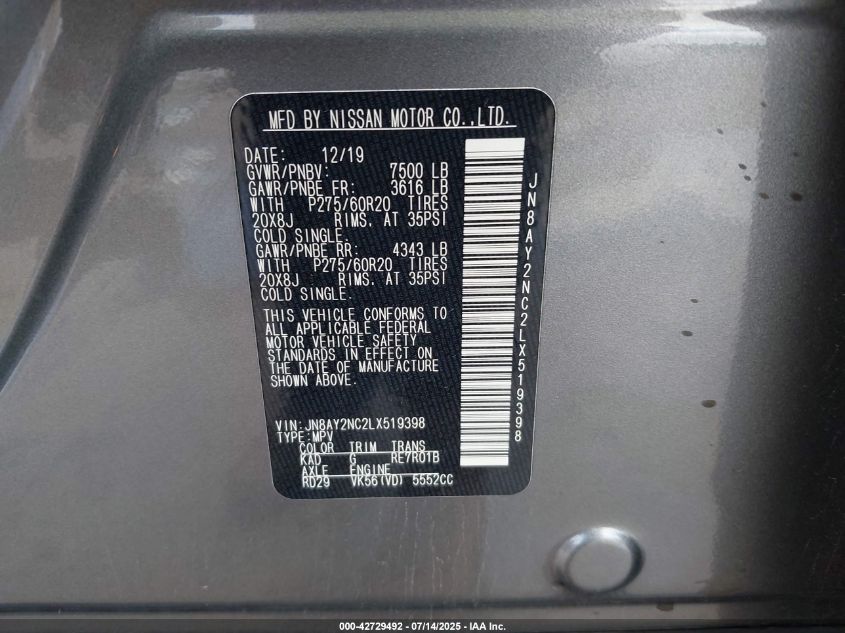 MFD BY NISSAN MOTOR CO.,LTD.
DATE: 12/19
GVWR/PNBV: 7500 LB
GAWR/PNBE FR: 3616 LB
WITH P275/60R20 TIRES
20X8J RIMS, AT 35PSI
COLD SINGLE.
GAWR/PNBE RR: 4343 LB
WITH P275/60R20 TIRES
20X8J RIMS. AT 35PSI
COLD SINGLE.
THIS VEHICLE CONFORMS TO
ALL APPLICABLE FEDERAL
MOTOR VEHICLE SAFETY
STANDARDS IN EFFECT ON
THE DATE OF MANUFACTURE
SHOWN ABOVE.
VIN:JN8AY2NC2LX519398
TYPE:MPV
COLOR TRIM TRANS
KAD G RE7R01B
AXLE ENGINE
RD29 VK56(VD) 5552CC
JN8AY2NC2LX519398
000-42729492 - 07/14/2025 - IAA Inc.